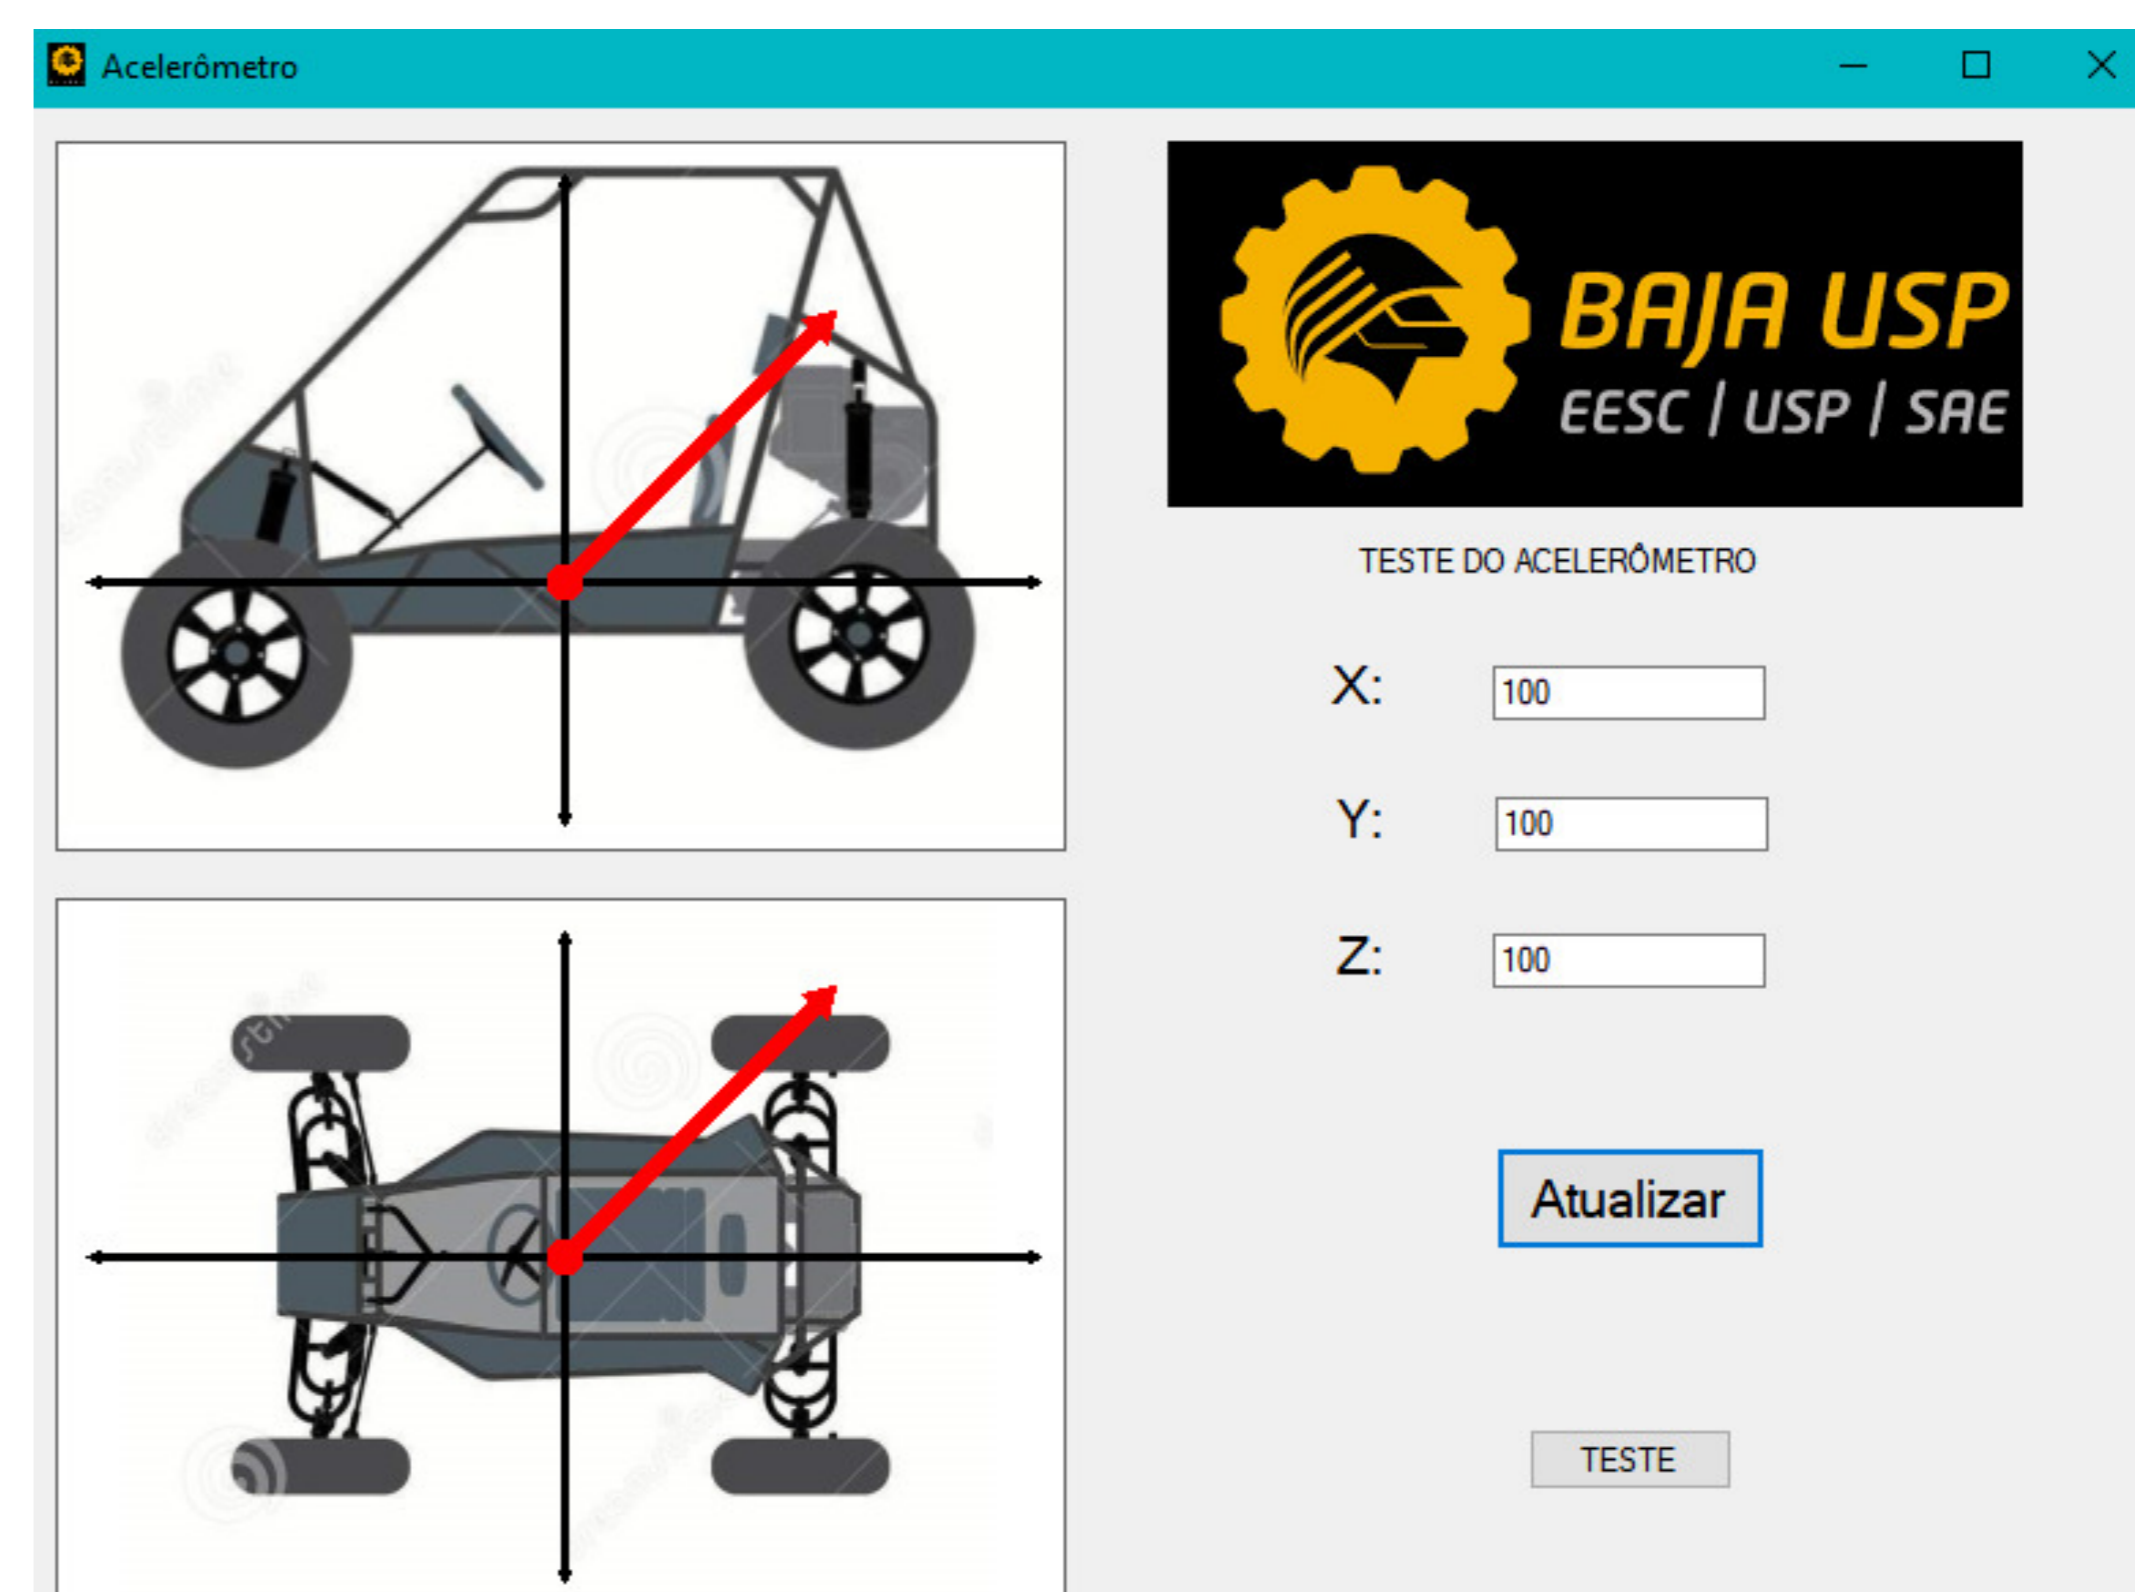 Acelerômetro
BAJA USP
EESC | USP | SAE
TESTE DO ACELERÔMETRO
X: 100
Y: 100
Z: 100
Atualizar
TESTE